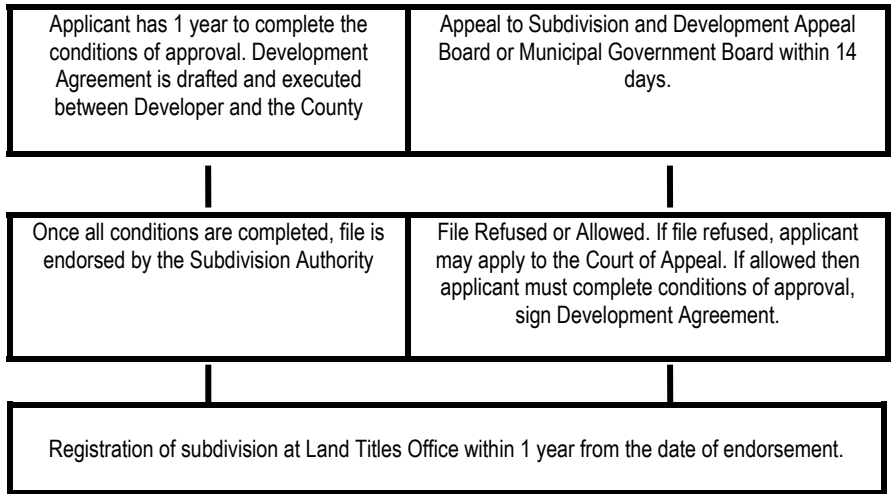 Applicant has 1 year to complete the
conditions of approval. Development
Agreement is drafted and executed
between Developer and the County
Appeal to Subdivision and Development Appeal
Board or Municipal Government Board within 14
days.
Once all conditions are completed, file is
endorsed by the Subdivision Authority
File Refused or Allowed. If file refused, applicant
may apply to the Court of Appeal. If allowed then
applicant must complete conditions of approval,
sign Development Agreement.
Registration of subdivision at Land Titles Office within 1 year from the date of endorsement.